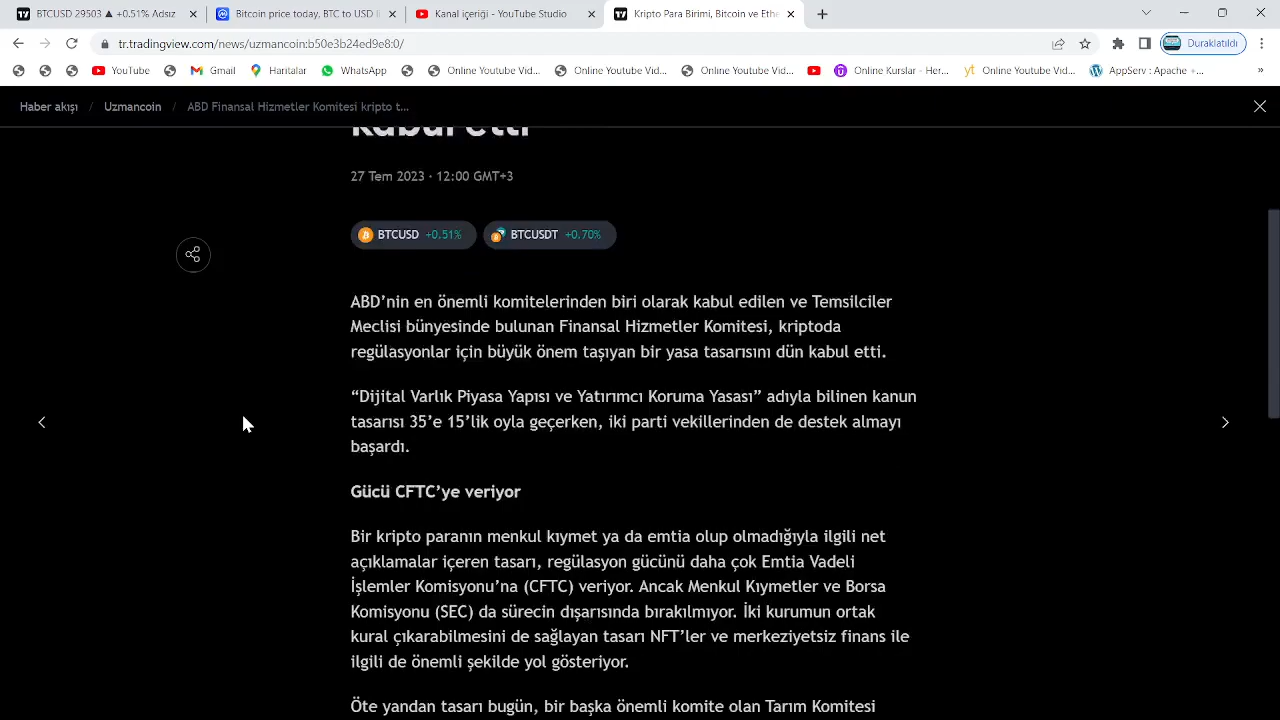 BTCUSD 29503 ▲ +0.51% Adsız
Bitcoin price today, BTC to USD li
Kanal içeriği - YouTube Studio
Kripto Para Birimi, Bitcoin ve Ethe
tr.tradingview.com/news/uzmancoin:b50e3b24ed9e8:0/
Duraklatıldı
YouTube
Gmail
Haritalar
WhatsApp
Online Youtube Vid...
Online Youtube Vid...
Online Youtube Vid...
Online Kurslar - Her...
yt Online Youtube Vid...
AppServ : Apache +...
»
Haber akışı / Uzmancoin / ABD Finansal Hizmetler Komitesi kripto t...
kabul etti
27 Tem 2023 · 12:00 GMT+3
BTCUSD +0.51%
BTCUSDT +0.70%
ABD’nin en önemli komitelerinden biri olarak kabul edilen ve Temsilciler
Meclisi bünyesinde bulunan Finansal Hizmetler Komitesi, kriptoda
regülasyonlar için büyük önem taşıyan bir yasa tasarısını dün kabul etti.
“Dijital Varlık Piyasa Yapısı ve Yatırımcı Koruma Yasası” adıyla bilinen kanun
tasarısı 35’e 15’lik oyla geçerken, iki parti vekillerinden de destek almayı
başardı.
Gücü CFTC’ye veriyor
Bir kripto paranın menkul kıymet ya da emtia olup olmadığıyla ilgili net
açıklamalar içeren tasarı, regülasyon gücünü daha çok Emtia Vadeli
İşlemler Komisyonu’na (CFTC) veriyor. Ancak Menkul Kıymetler ve Borsa
Komisyonu (SEC) da sürecin dışarısında bırakılmıyor. İki kurumun ortak
kural çıkarabilmesini de sağlayan tasarı NFT’ler ve merkeziyetsiz finans ile
ilgili de önemli şekilde yol gösteriyor.
Öte yandan tasarı bugün, bir başka önemli komite olan Tarım Komitesi